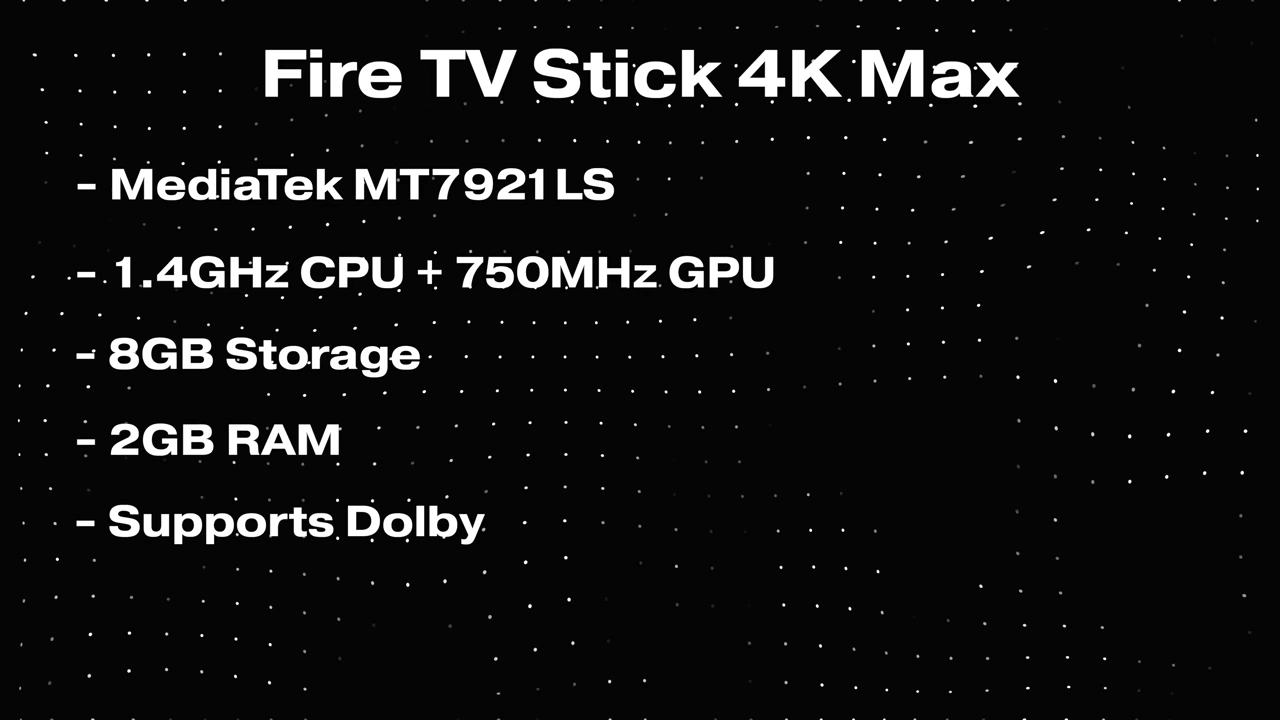 Fire TV Stick 4K Max
- MediaTek MT7921LS
- 1.4GHz CPU + 750MHz GPU
- 8GB Storage
- 2GB RAM
- Supports Dolby